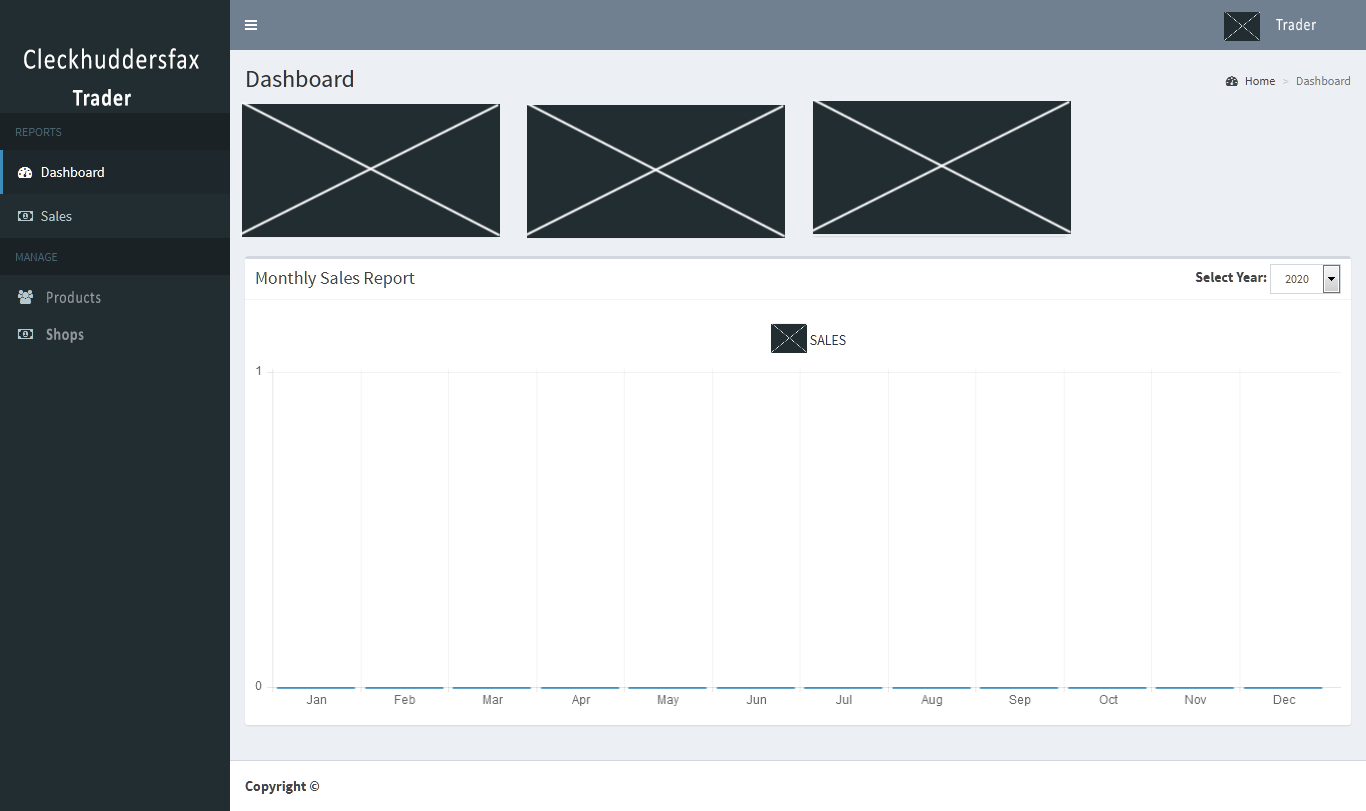 Cleckhuddersfax
Trader
REPORTS
Dashboard
Sales
MANAGE
Products
Shops
Trader
Dashboard
Home > Dashboard
Monthly Sales Report
Select Year: 2020
SALES
1
0
Jan Feb Mar Apr May Jun Jul Aug Sep Oct Nov Dec
Copyright ©